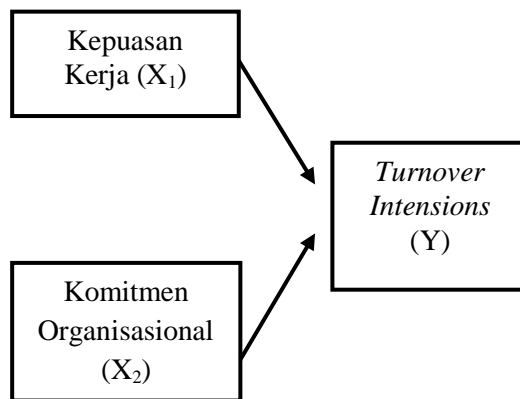 Kepuasan
Kerja (X₁)
Turnover
Intensions
(Y)
Komitmen
Organisasional
(X₂)